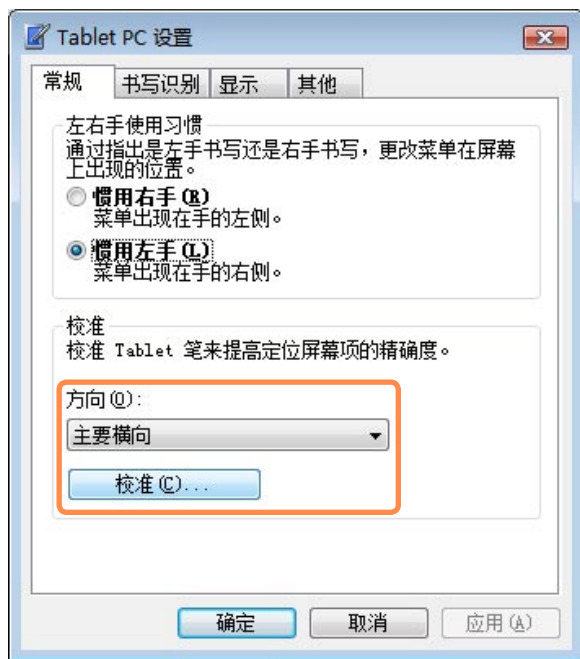 Tablet PC 设置
常规 书写识别 显示 其他
左右手使用习惯
通过指出是左手书写还是右手书写，更改菜单在屏幕
上出现的位置。
惯用右手(R)
菜单出现在手的左侧。
惯用左手(L)
菜单出现在手的右侧。
校准
校准 Tablet 笔来提高定位屏幕项的精确度。
方向(O):
主要横向
校准(C)...
确定 取消 应用(A)